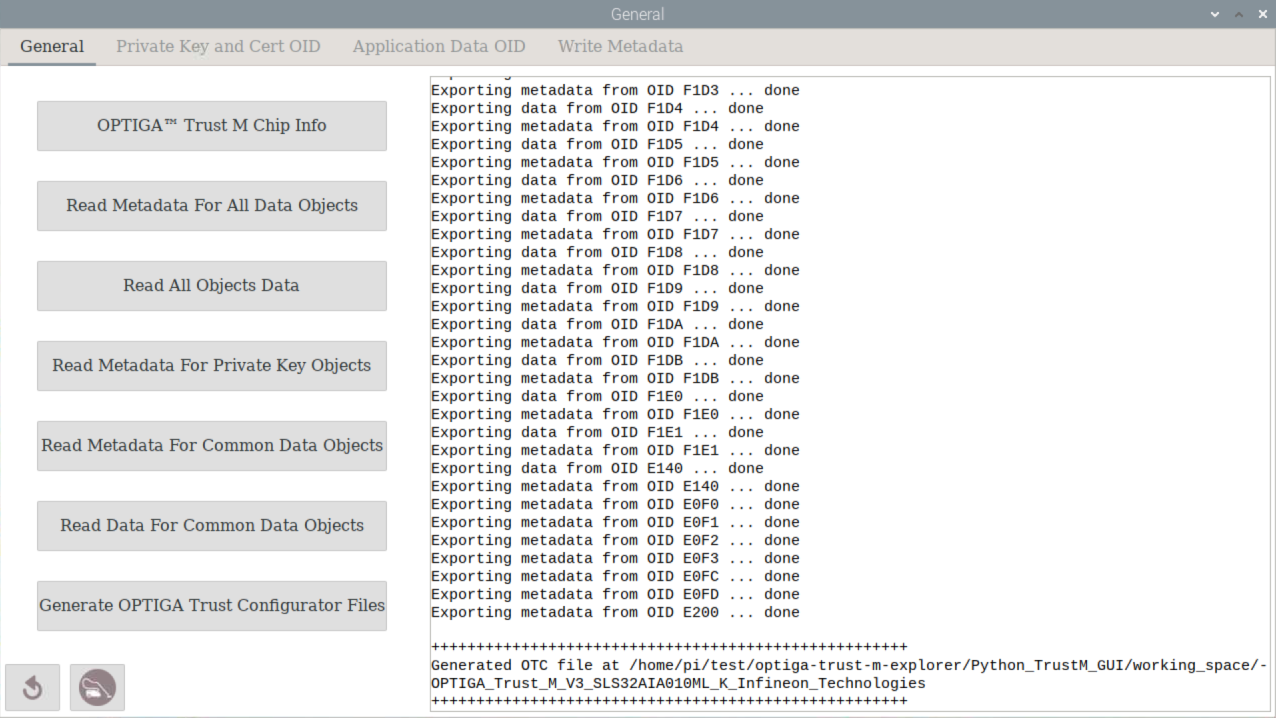 General
General
Private Key and Cert OID
Application Data OID
Write Metadata
OPTIGA™ Trust M Chip Info
Read Metadata For All Data Objects
Read All Objects Data
Read Metadata For Private Key Objects
Read Metadata For Common Data Objects
Read Data For Common Data Objects
Generate OPTIGA Trust Configurator Files
Exporting metadata from OID F1D3 ... done
Exporting data from OID F1D4 ... done
Exporting metadata from OID F1D4 ... done
Exporting data from OID F1D5 ... done
Exporting metadata from OID F1D5 ... done
Exporting data from OID F1D6 ... done
Exporting metadata from OID F1D6 ... done
Exporting data from OID F1D7 ... done
Exporting metadata from OID F1D7 ... done
Exporting data from OID F1D8 ... done
Exporting metadata from OID F1D8 ... done
Exporting data from OID F1D9 ... done
Exporting metadata from OID F1D9 ... done
Exporting data from OID F1DA ... done
Exporting metadata from OID F1DA ... done
Exporting data from OID F1DB ... done
Exporting metadata from OID F1DB ... done
Exporting data from OID F1E0 ... done
Exporting metadata from OID F1E0 ... done
Exporting data from OID F1E1 ... done
Exporting metadata from OID F1E1 ... done
Exporting data from OID E140 ... done
Exporting metadata from OID E140 ... done
Exporting metadata from OID E0F0 ... done
Exporting metadata from OID E0F1 ... done
Exporting metadata from OID E0F2 ... done
Exporting metadata from OID E0F3 ... done
Exporting metadata from OID E0FC ... done
Exporting metadata from OID E0FD ... done
Exporting metadata from OID E200 ... done
+++++++++++++++++++++++++++++++++++++++++++++++++++++
Generated OTC file at /home/pi/test/optiga-trust-m-explorer/Python_TrustM_GUI/working_space/-
OPTIGA_Trust_M_V3_SLS32AIA010ML_K_Infineon_Technologies
+++++++++++++++++++++++++++++++++++++++++++++++++++++